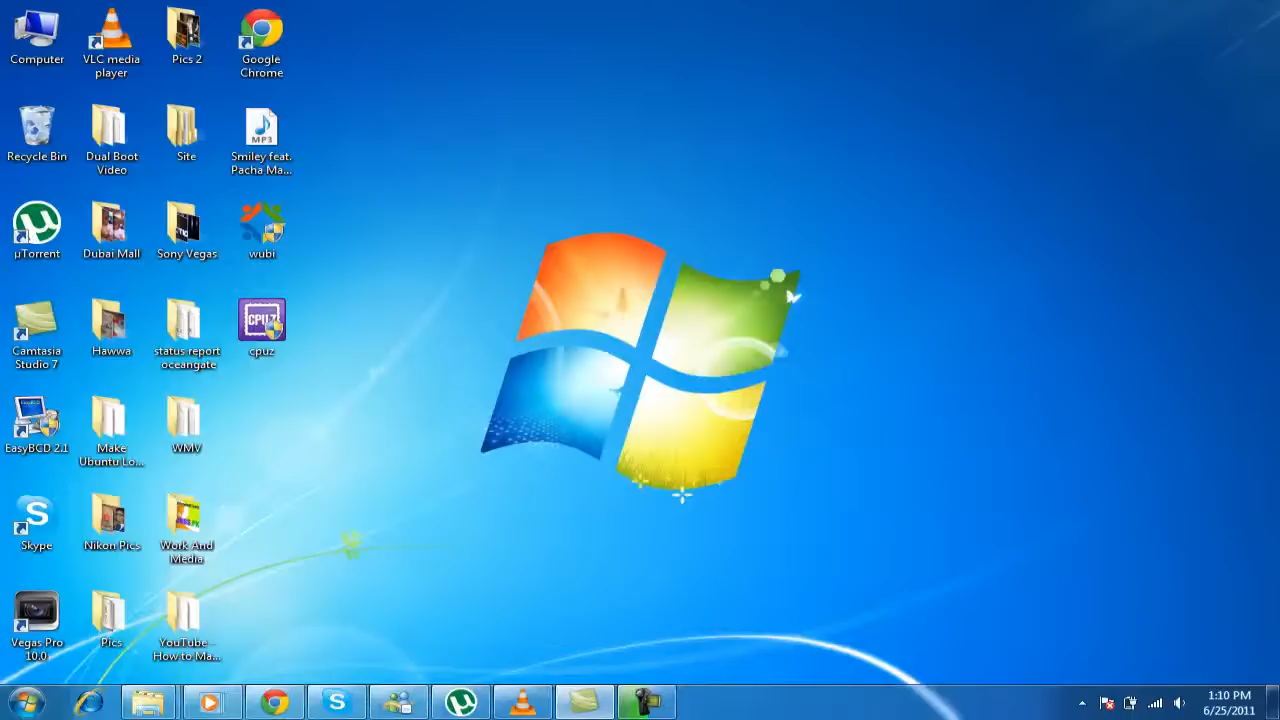 Computer
VLC media
player
Pics 2
Google
Chrome
Recycle Bin
Dual Boot
Video
Site
MP3
Smiley feat.
Pacha Ma...
µTorrent
Dubai Mall
Sony Vegas
wubi
Camtasia
Studio 7
Hawwa
status report
oceangate
CPU-Z
cpuz
EasyBCD 2.1
Make
Ubuntu Lo...
WMV
Skype
Nikon Pics
Work And
Media
Vegas Pro
10.0
Pics
YouTube -
How to Ma...
1:10 PM
6/25/2011